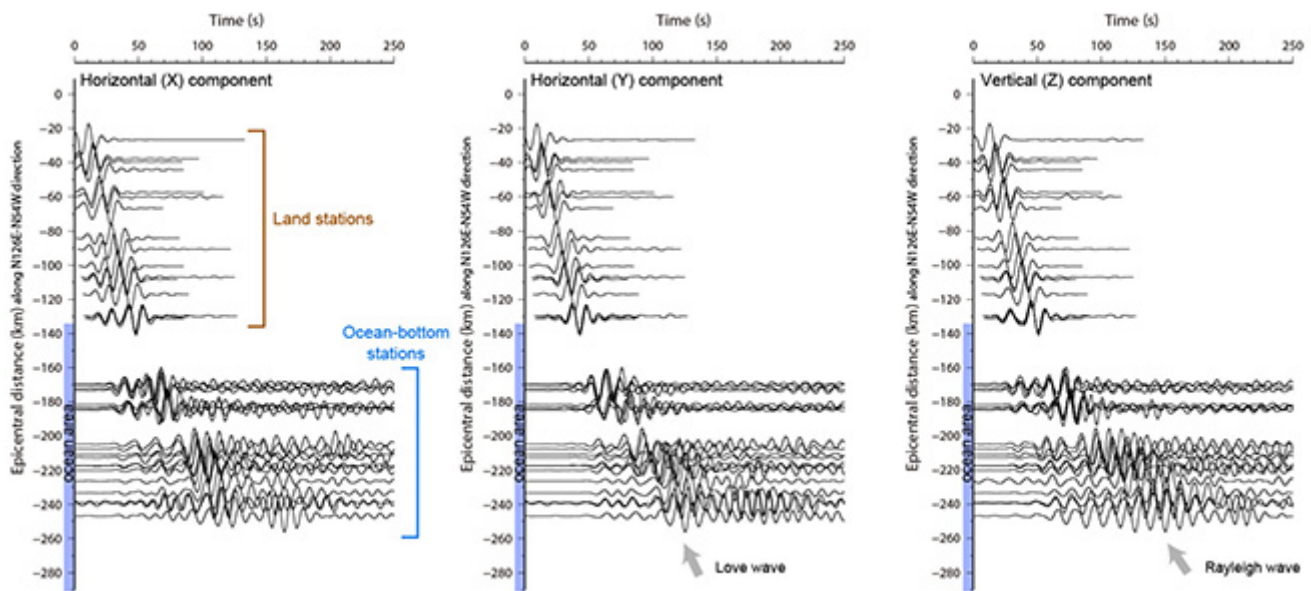 Time (s)
0 50 100 150 200 250
Horizontal (X) component
0
−20
−40
−60
−80
−100
−120
−140
−160
−180
−200
−220
−240
−260
−280
Epicentral distance (km) along N126E-N54W direction
ocean area
Land stations
Ocean-bottom
stations
Time (s)
0 50 100 150 200 250
Horizontal (Y) component
0
−20
−40
−60
−80
−100
−120
−140
−160
−180
−200
−220
−240
−260
−280
Epicentral distance (km) along N126E-N54W direction
ocean area
Love wave
Time (s)
0 50 100 150 200 250
Vertical (Z) component
0
−20
−40
−60
−80
−100
−120
−140
−160
−180
−200
−220
−240
−260
−280
Epicentral distance (km) along N126E-N54W direction
ocean area
Rayleigh wave